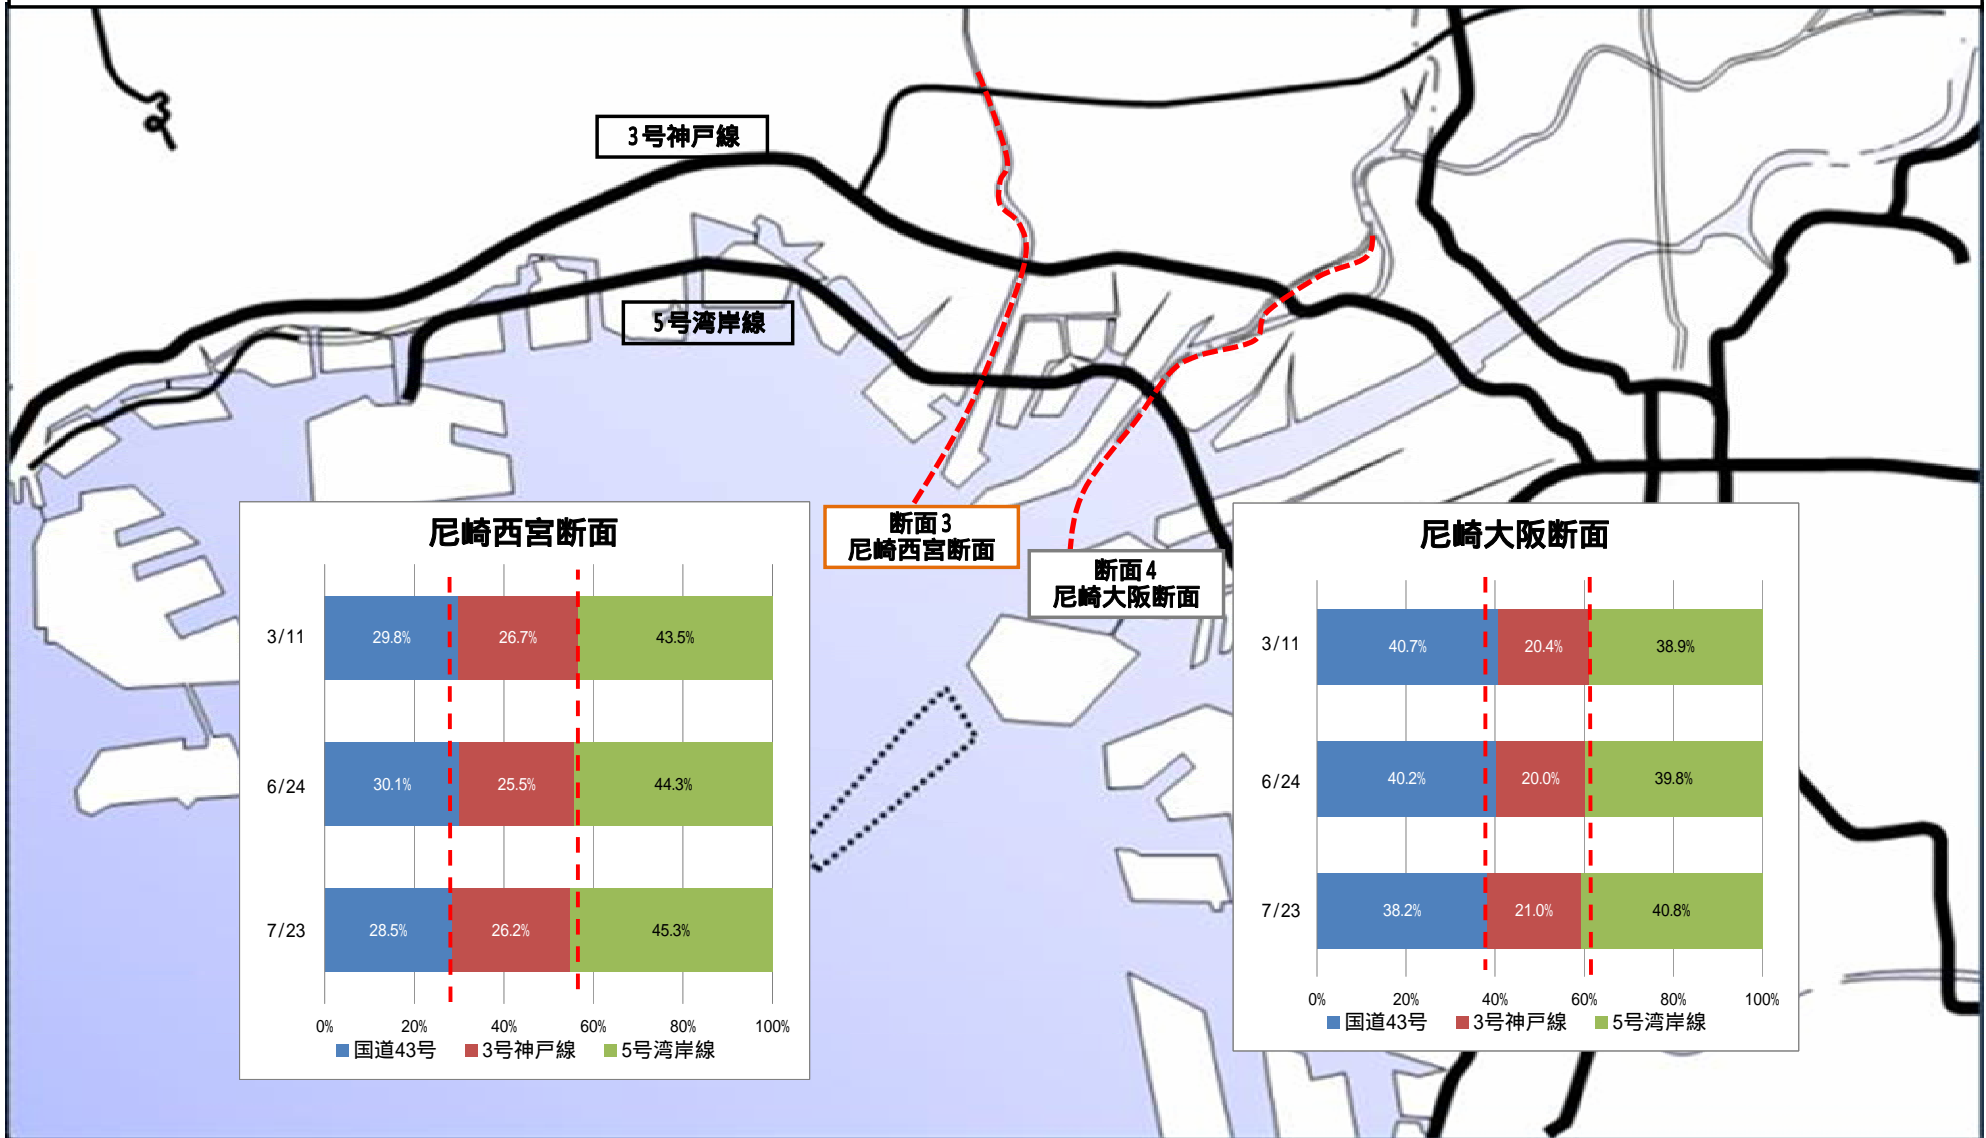 3号神戸線
5号湾岸線
断面3
尼崎西宮断面
断面4
尼崎大阪断面
尼崎西宮断面
3/11
29.8%
26.7%
43.5%
6/24
30.1%
25.5%
44.3%
7/23
28.5%
26.2%
45.3%
0%
20%
40%
60%
80%
100%
国道43号
3号神戸線
5号湾岸線
尼崎大阪断面
3/11
40.7%
20.4%
38.9%
6/24
40.2%
20.0%
39.8%
7/23
38.2%
21.0%
40.8%
0%
20%
40%
60%
80%
100%
国道43号
3号神戸線
5号湾岸線